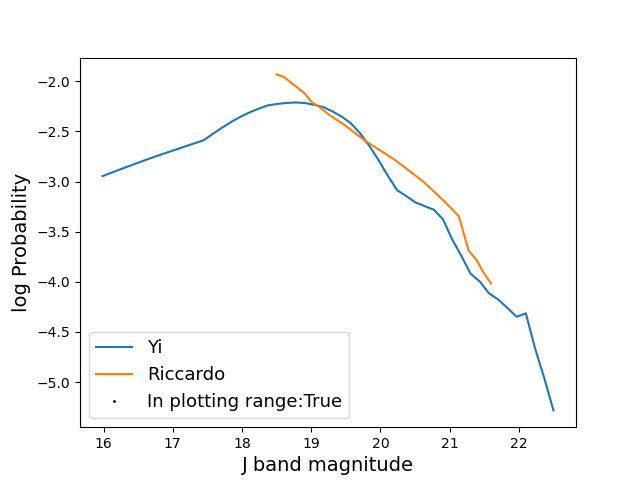 −2.0
−2.5
−3.0
−3.5
−4.0
−4.5
−5.0
log Probability
Yi
Riccardo
In plotting range:True
16 17 18 19 20 21 22
J band magnitude